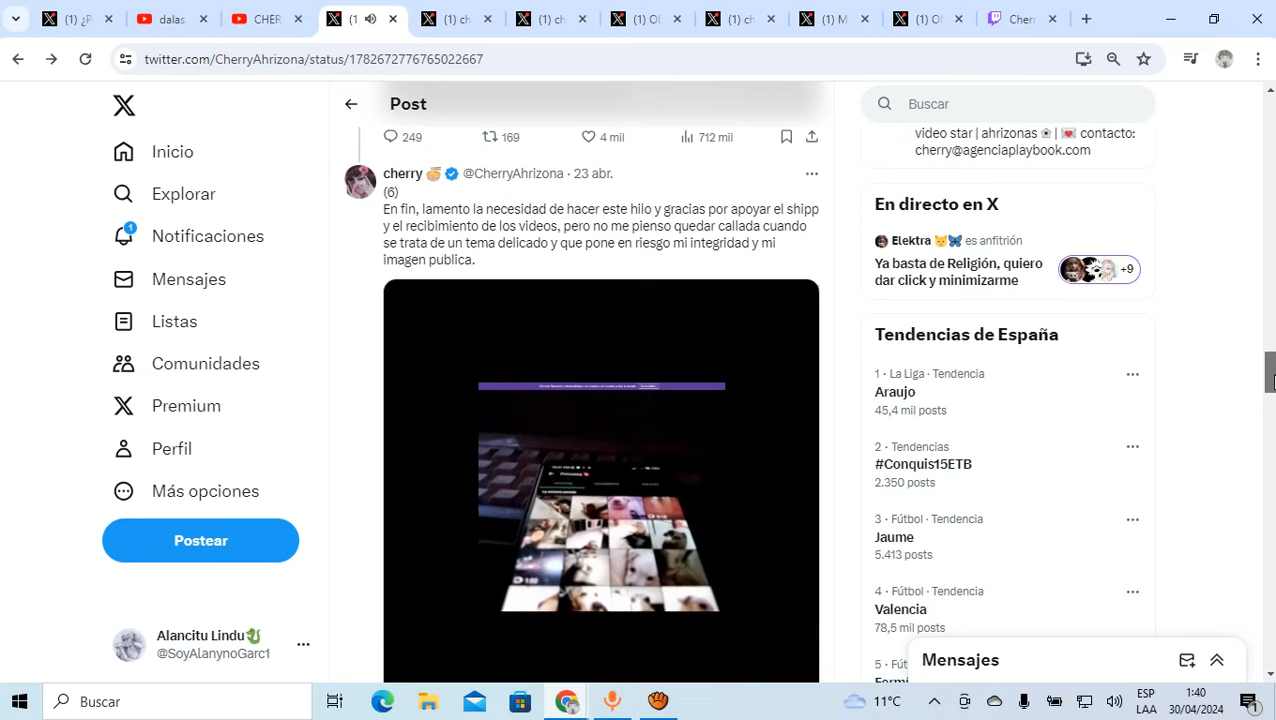 (1) ¿P
dalas
CHER
(1
(1) ch
(1) ch
(1) Ol
(1) ch
(1) M
(1) Ol
Cherr
twitter.com/CherryAhrizona/status/1782672776765022667
Inicio
Explorar
1
Notificaciones
Mensajes
Listas
Comunidades
Premium
Perfil
Más opciones
Postear
Alancitu Lindu
@SoyAlanynoGarc1
Post
249
169
4 mil
712 mil
cherry @CherryAhrizona · 23 abr.
(6)
En fin, lamento la necesidad de hacer este hilo y gracias por apoyar el shipp
y el recibimiento de los videos, pero no me pienso quedar callada cuando
se trata de un tema delicado y que pone en riesgo mi integridad y mi
imagen publica.
Buscar
video star | ahrizonas | contacto:
cherry@agenciaplaybook.com
En directo en X
Elektra es anfitrión
Ya basta de Religión, quiero
dar click y minimizarme
+9
Tendencias de España
1 · La Liga · Tendencia
Araujo
45,4 mil posts
2 · Tendencias
#Conquis15ETB
2.350 posts
3 · Fútbol · Tendencia
Jaume
5.413 posts
4 · Fútbol · Tendencia
Valencia
78,5 mil posts
Mensajes
Buscar
11°C
ESP
LAA
1:40
30/04/2024
1